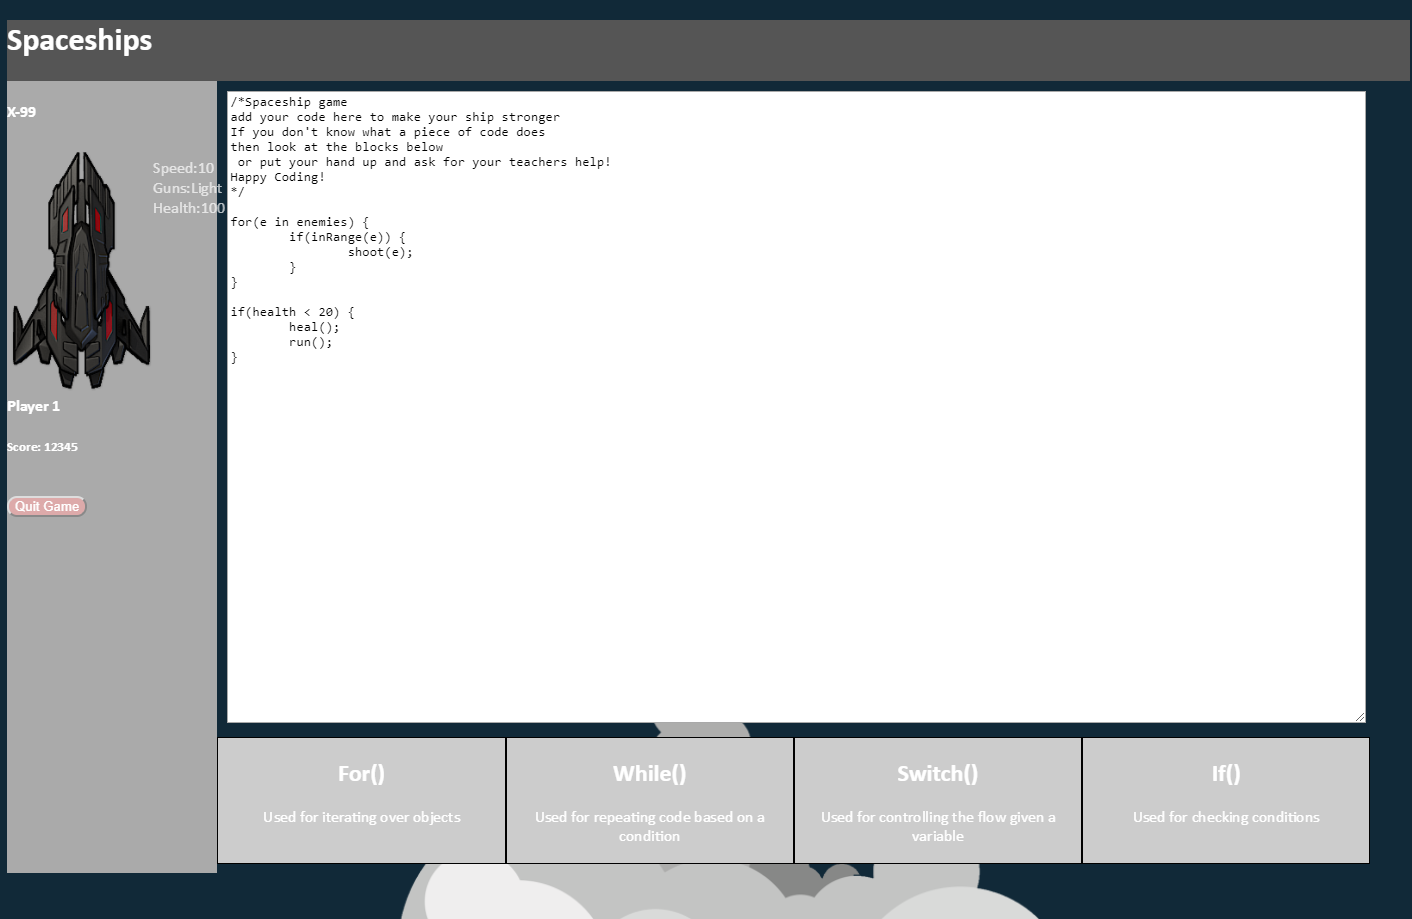 Spaceships
X-99
Speed:10
Guns:Light
Health:100
Player 1
Score: 12345
Quit Game
/*Spaceship game
add your code here to make your ship stronger
If you don't know what a piece of code does
then look at the blocks below
 or put your hand up and ask for your teachers help!
Happy Coding!
*/

for(e in enemies) {
        if(inRange(e)) {
                shoot(e);
        }
}

if(health < 20) {
        heal();
        run();
}
For()
Used for iterating over objects
While()
Used for repeating code based on a
condition
Switch()
Used for controlling the flow given a
variable
If()
Used for checking conditions